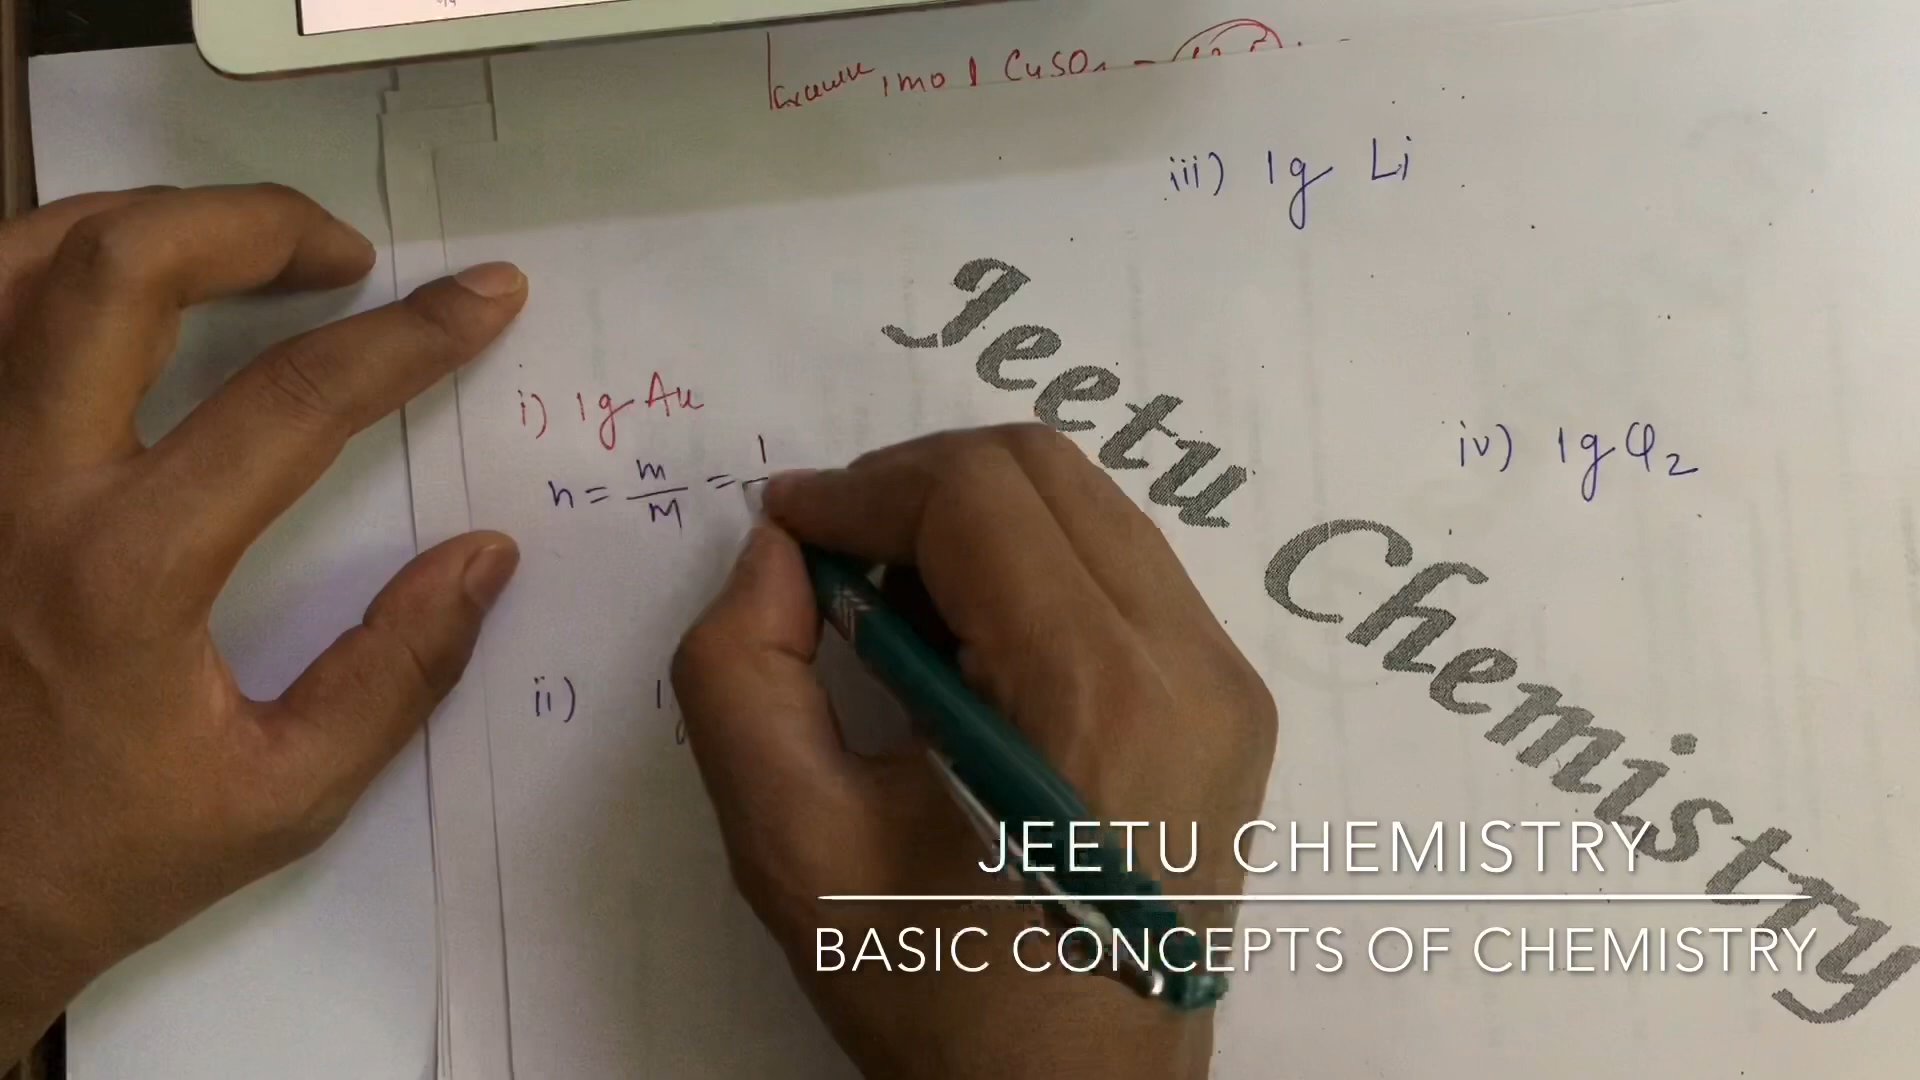 1 mol CuSO₄ -
iii) 1g Li
i) 1g Au
n = m/M = 1
iv) 1g Cl₂
ii) 1g
Jeetu Chemistry
JEETU CHEMISTRY
BASIC CONCEPTS OF CHEMISTRY